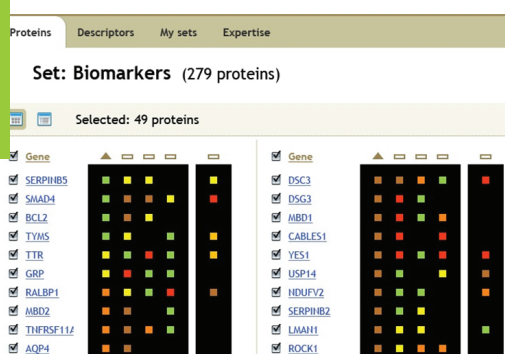 Proteins Descriptors My sets Expertise
Set: Biomarkers (279 proteins)
Selected: 49 proteins
Gene
SERPINB5
SMAD4
BCL2
TYMS
TTR
GRP
RALBP1
MBD2
TNFRSF11A
AQP4
Gene
DSC3
DSG3
MBD1
CABLES1
YES1
USP14
NDUFV2
SERPINB2
LMAN1
ROCK1